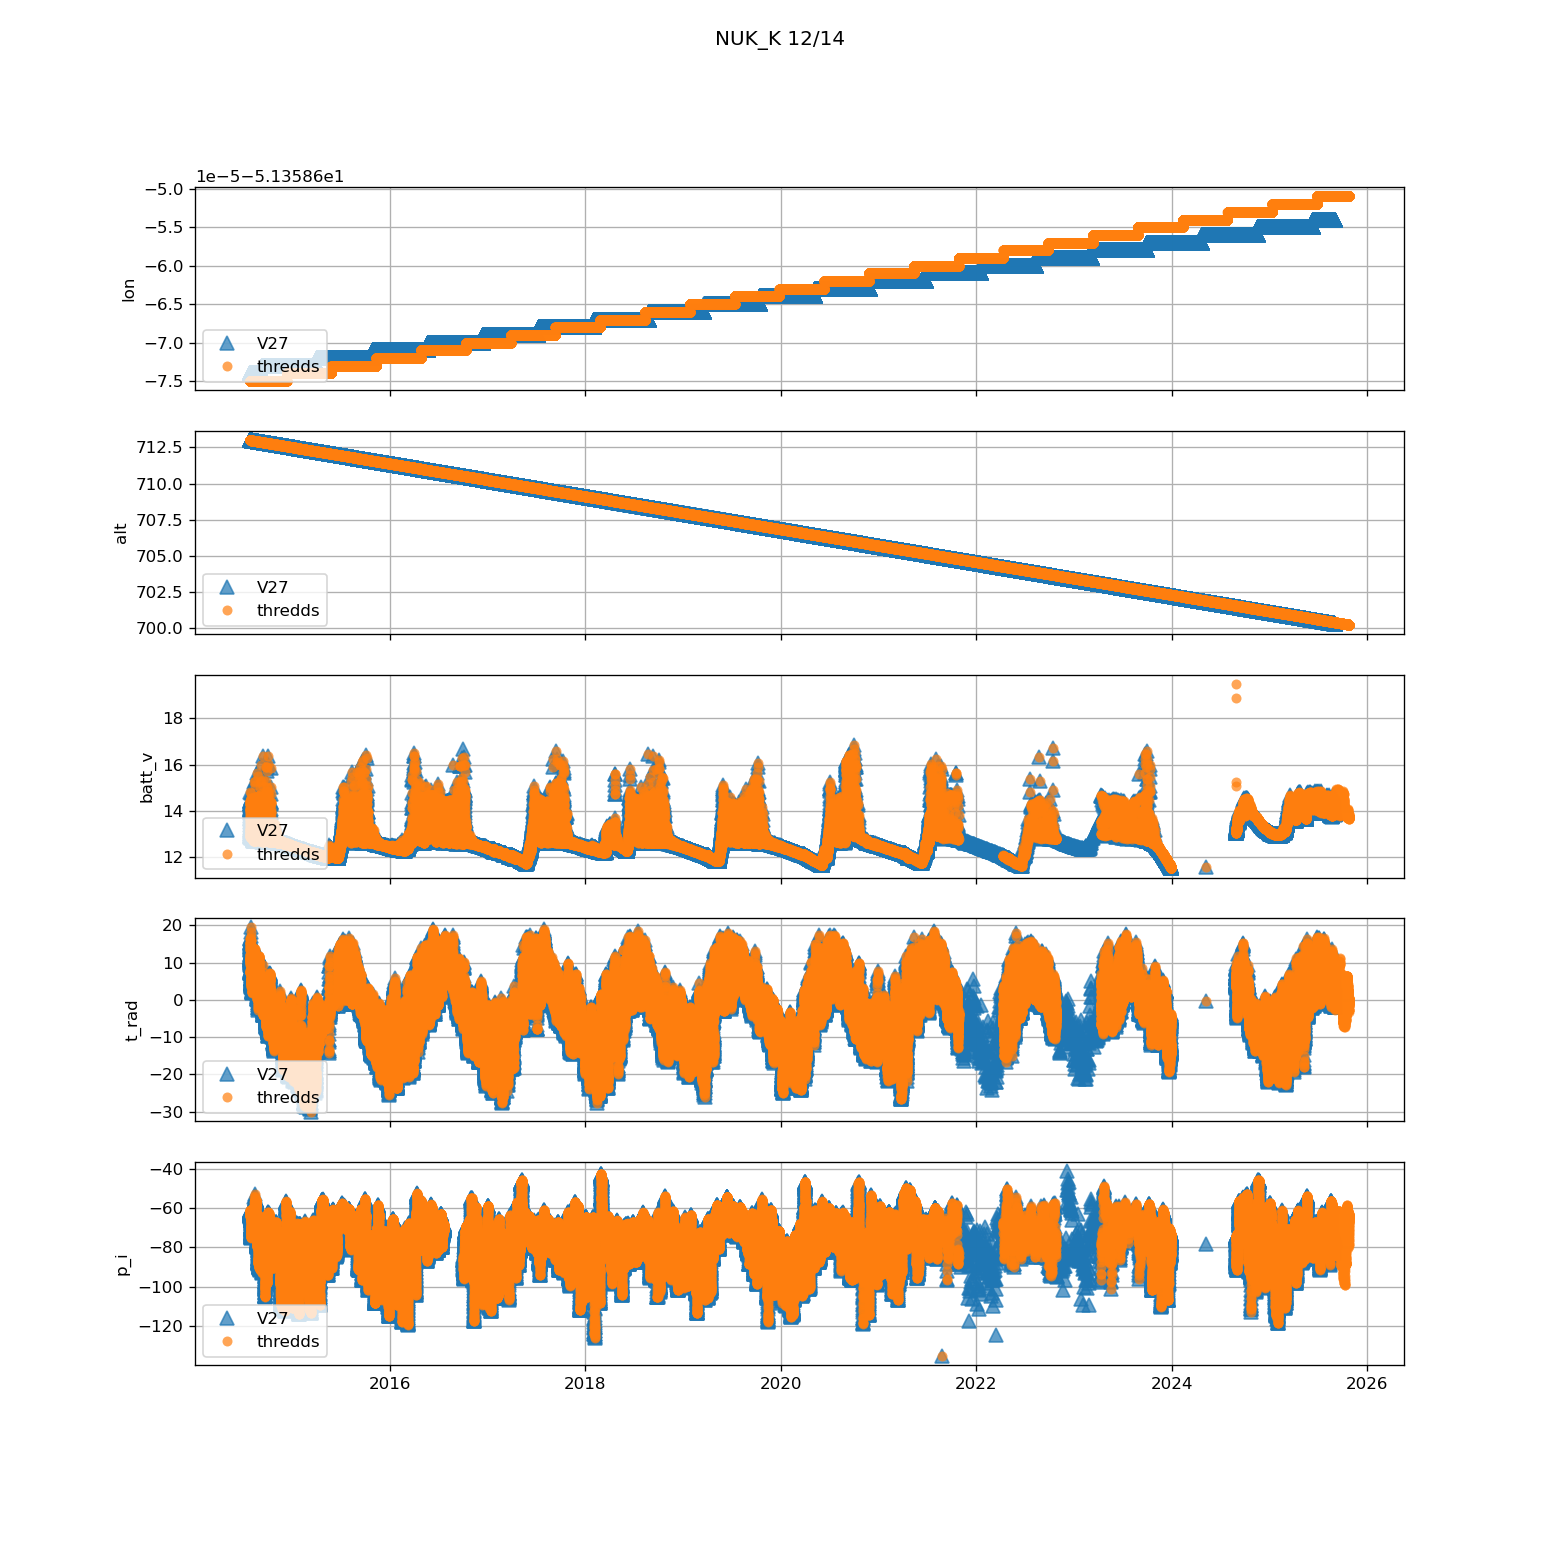 NUK_K 12/14
1e−5−5.13586e1
−5.0
−5.5
−6.0
−6.5
−7.0
−7.5
lon
V27
thredds
712.5
710.0
707.5
705.0
702.5
700.0
alt
V27
thredds
18
16
14
12
batt_v
V27
thredds
20
10
0
−10
−20
−30
t_rad
V27
thredds
−40
−60
−80
−100
−120
p_i
V27
thredds
2016
2018
2020
2022
2024
2026